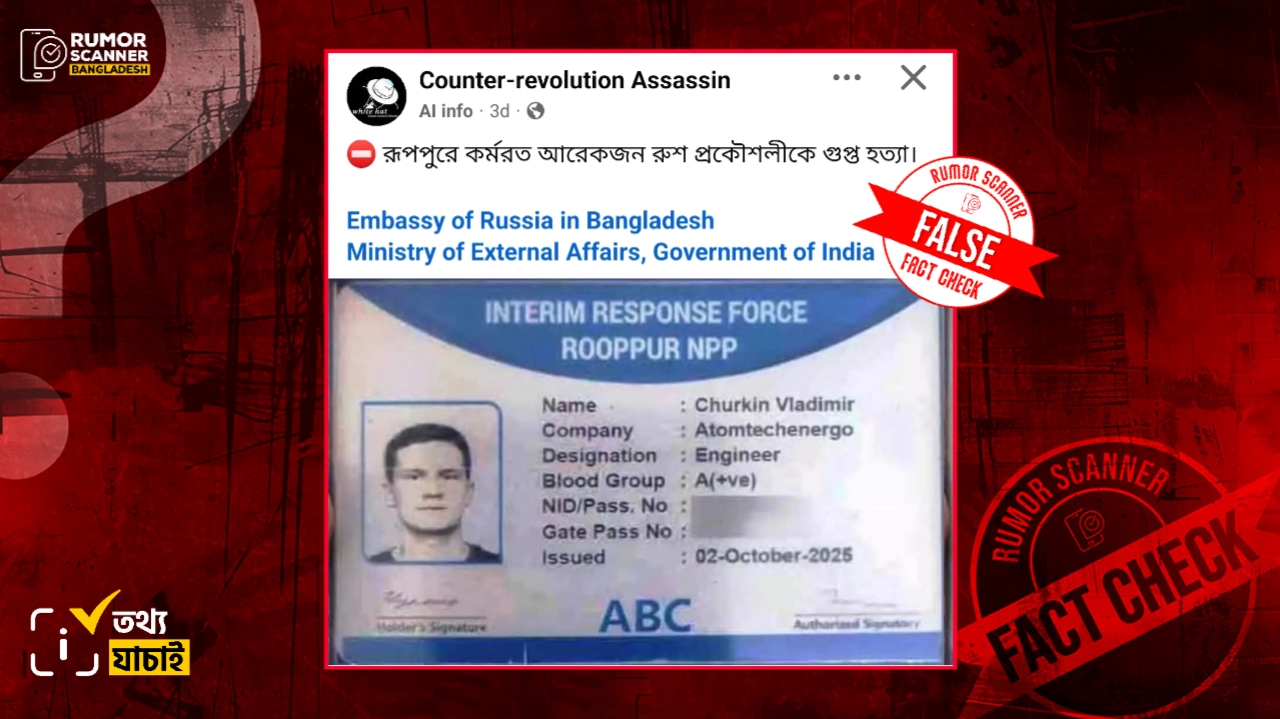 RUMOR
SCANNER
BANGLADESH
Counter-revolution Assassin
AI info · 3d ·
white hat
⛔ রূপপুরে কর্মরত আরেকজন রুশ প্রকৌশলীকে গুপ্ত হত্যা।
Embassy of Russia in Bangladesh
Ministry of External Affairs, Government of India
RUMOR SCANNER
FALSE
FACT CHECK
INTERIM RESPONSE FORCE
ROOPPUR NPP
Name : Churkin Vladimir
Company : Atomtechenergo
Designation : Engineer
Blood Group : A(+ve)
NID/Pass. No :
Gate Pass No :
Issued : 02-October-2025
Holder's Signature
ABC
Authorized Signatory
তথ্য
যাচাই
RUMOR SCANNER
FACT CHECK